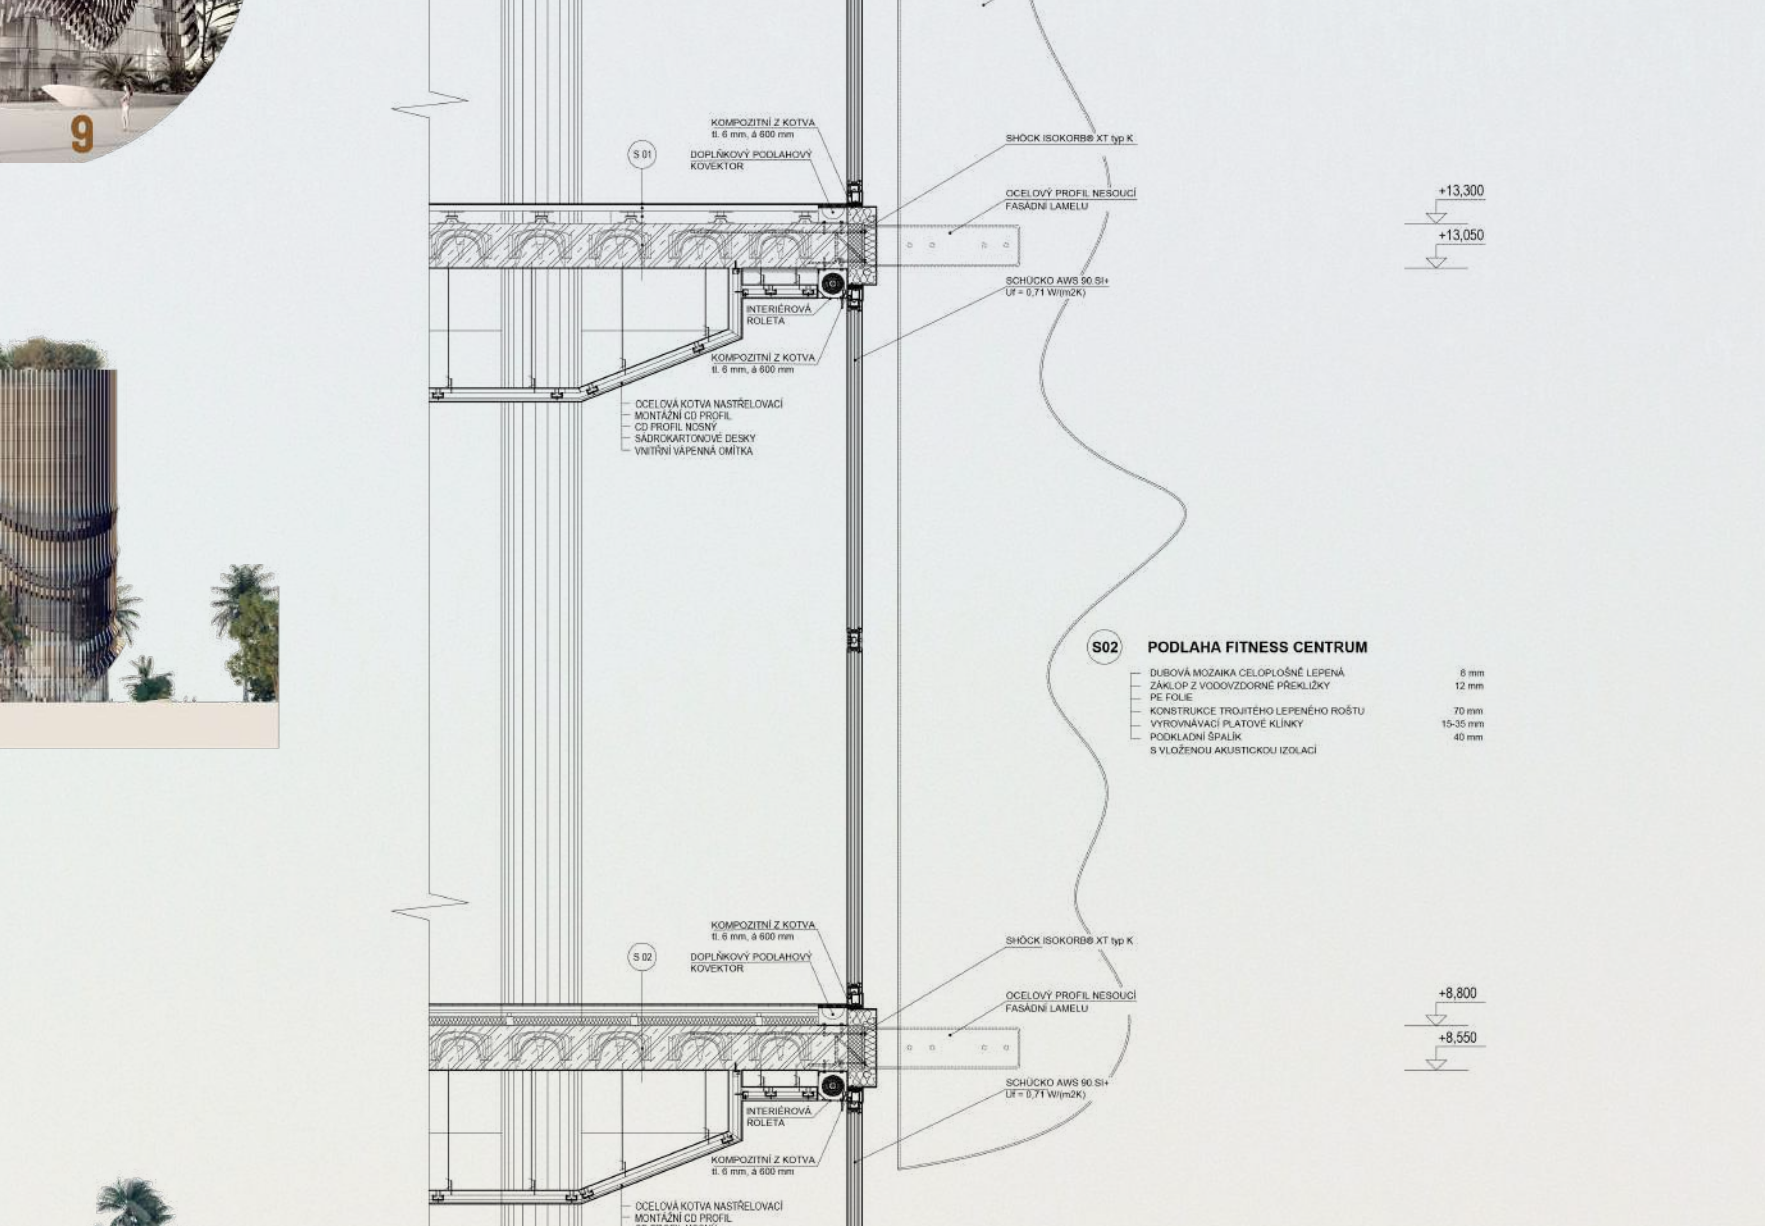 9
KOMPOZITNÍ Z KOTVA
tl. 6 mm, á 600 mm
S 01
DOPLŇKOVÝ PODLAHOVÝ
KOVEKTOR
SHÖCK ISOKORB® XT typ K
OCELOVÝ PROFIL NESOUCÍ
FASÁDNÍ LAMELU
+13,300
+13,050
SCHÜCKO AWS 90.SI+
Uf = 0,71 W/(m2K)
INTERIÉROVÁ
ROLETA
KOMPOZITNÍ Z KOTVA
tl. 6 mm, á 600 mm
OCELOVÁ KOTVA NASTŘELOVACÍ
MONTÁŽNÍ CD PROFIL
CD PROFIL NOSNÝ
SÁDROKARTONOVÉ DESKY
VNITŘNÍ VÁPENNÁ OMÍTKA
S02 PODLAHA FITNESS CENTRUM
DUBOVÁ MOZAIKA CELOPLOŠNĚ LEPENÁ 6 mm
ZÁKLOP Z VODOVZDORNÉ PŘEKLIŽKY 12 mm
PE FOLIE
KONSTRUKCE TROJITÉHO LEPENÉHO ROŠTU 70 mm
VYROVNÁVACÍ PLATOVÉ KLÍNKY 15-35 mm
PODKLADNÍ ŠPALÍK 40 mm
S VLOŽENOU AKUSTICKOU IZOLACÍ
KOMPOZITNÍ Z KOTVA
tl. 6 mm, á 600 mm
S 02
DOPLŇKOVÝ PODLAHOVÝ
KOVEKTOR
SHÖCK ISOKORB® XT typ K
OCELOVÝ PROFIL NESOUCÍ
FASÁDNÍ LAMELU
+8,800
+8,550
SCHÜCKO AWS 90.SI+
Uf = 0,71 W/(m2K)
INTERIÉROVÁ
ROLETA
KOMPOZITNÍ Z KOTVA
tl. 6 mm, á 600 mm
OCELOVÁ KOTVA NASTŘELOVACÍ
MONTÁŽNÍ CD PROFIL